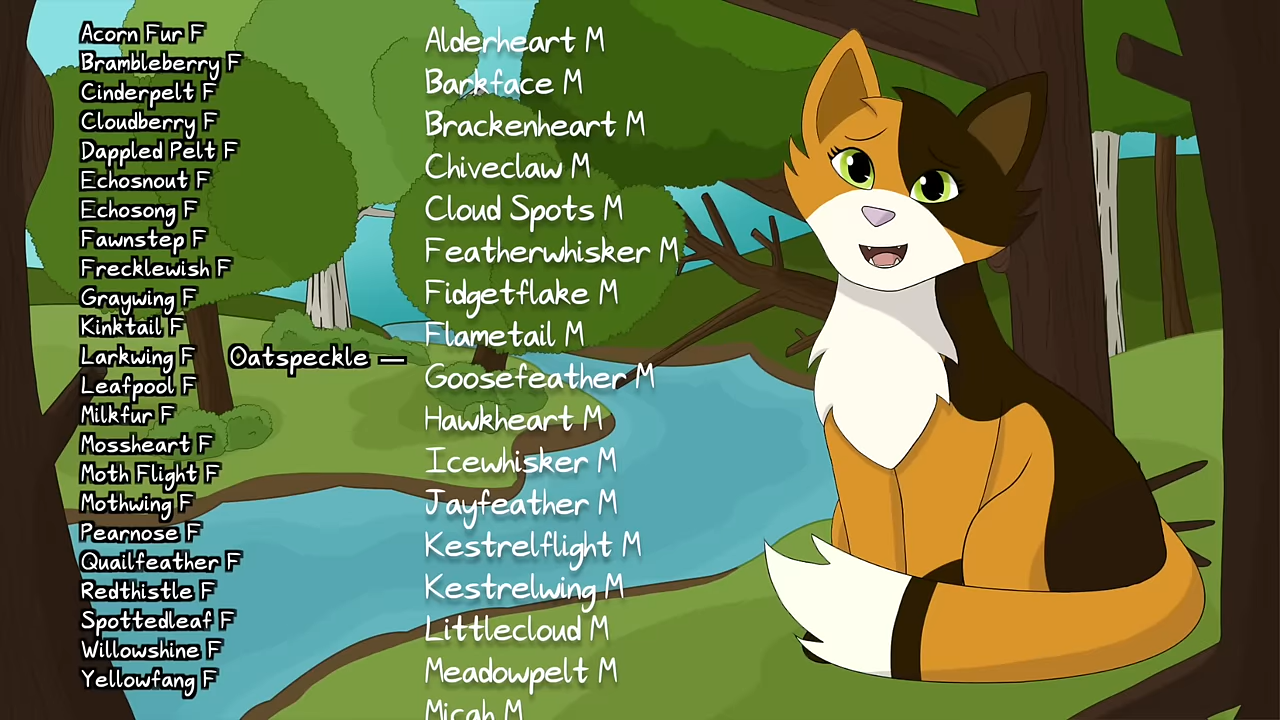 Acorn Fur F
Brambleberry F
Cinderpelt F
Cloudberry F
Dappled Pelt F
Echosnout F
Echosong F
Fawnstep F
Frecklewish F
Graywing F
Kinktail F
Larkwing F
Leafpool F
Milkfur F
Mossheart F
Moth Flight F
Mothwing F
Pearnose F
Quailfeather F
Redthistle F
Spottedleaf F
Willowshine F
Yellowfang F
Oatspeckle —
Alderheart M
Barkface M
Brackenheart M
Chiveclaw M
Cloud Spots M
Featherwhisker M
Fidgetflake M
Flametail M
Goosefeather M
Hawkheart M
Icewhisker M
Jayfeather M
Kestrelflight M
Kestrelwing M
Littlecloud M
Meadowpelt M
Micah M